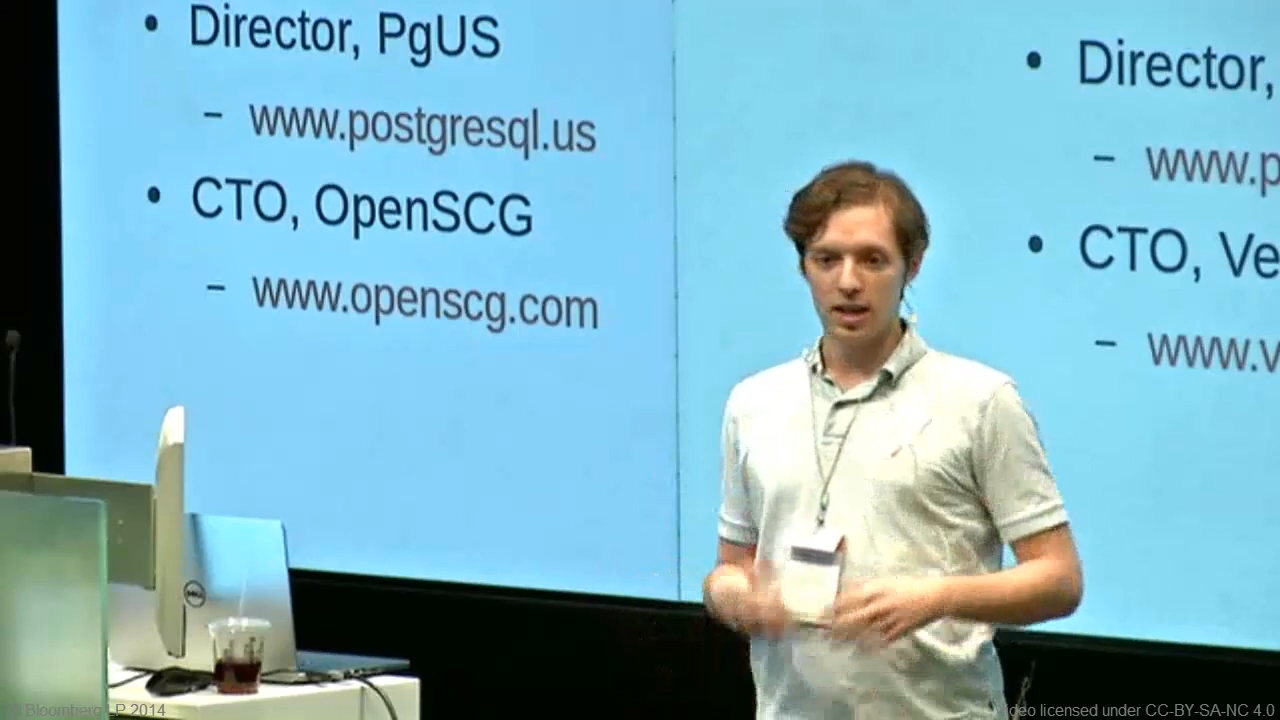 • Director, PgUS
– www.postgresql.us
• CTO, OpenSCG
– www.openscg.com
• Director,
– www.p
• CTO, Ve
– www.v
DELL
Bloomberg LP 2014
deo licensed under CC-BY-SA-NC 4.0